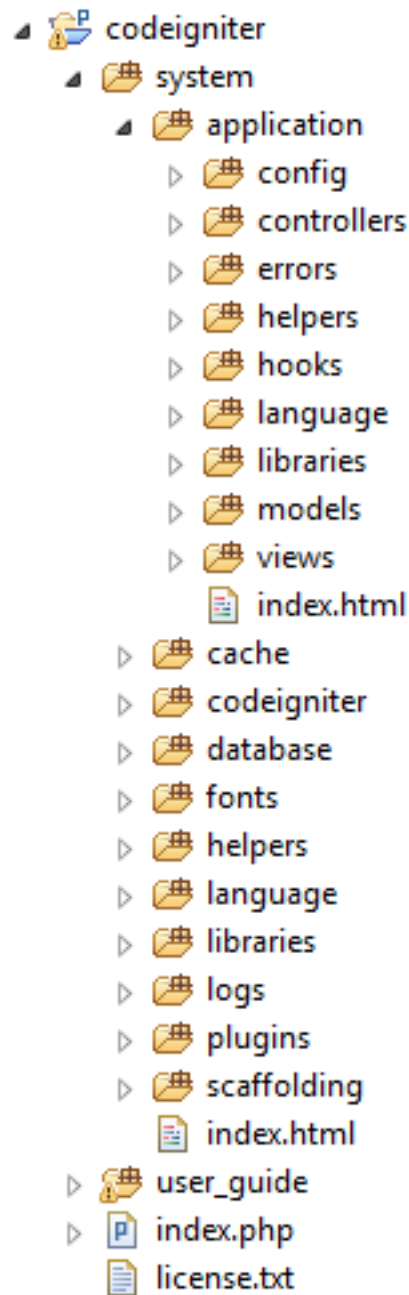 codeigniter
system
application
config
controllers
errors
helpers
hooks
language
libraries
models
views
index.html
cache
codeigniter
database
fonts
helpers
language
libraries
logs
plugins
scaffolding
index.html
user_guide
index.php
license.txt